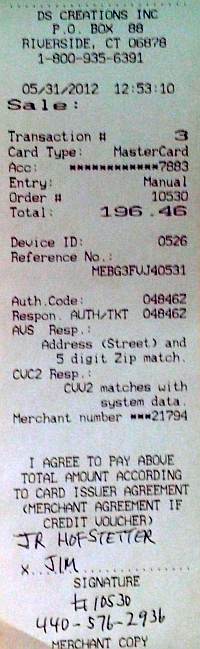 DS CREATIONS INC
P.O. BOX 88
RIVERSIDE, CT 06878
1-800-935-6391
05/31/2012 12:53:10
Sale:
Transaction # 3
Card Type: MasterCard
Acc: ************7883
Entry: Manual
Order # 10530
Total: 196.46
Device ID: 0526
Reference No.:
MEBG3FVJ40531
Auth.Code: 04846Z
Respon. AUTH/TKT 04846Z
AVS Resp.:
Address (Street) and
5 digit Zip match.
CVC2 Resp.:
CVV2 matches with
system data.
Merchant number ***21794
I AGREE TO PAY ABOVE
TOTAL AMOUNT ACCORDING
TO CARD ISSUER AGREEMENT
(MERCHANT AGREEMENT IF
CREDIT VOUCHER)
JR HOFSTETTER
x...JIM
SIGNATURE
# 10530
440-576-2936
MERCHANT COPY